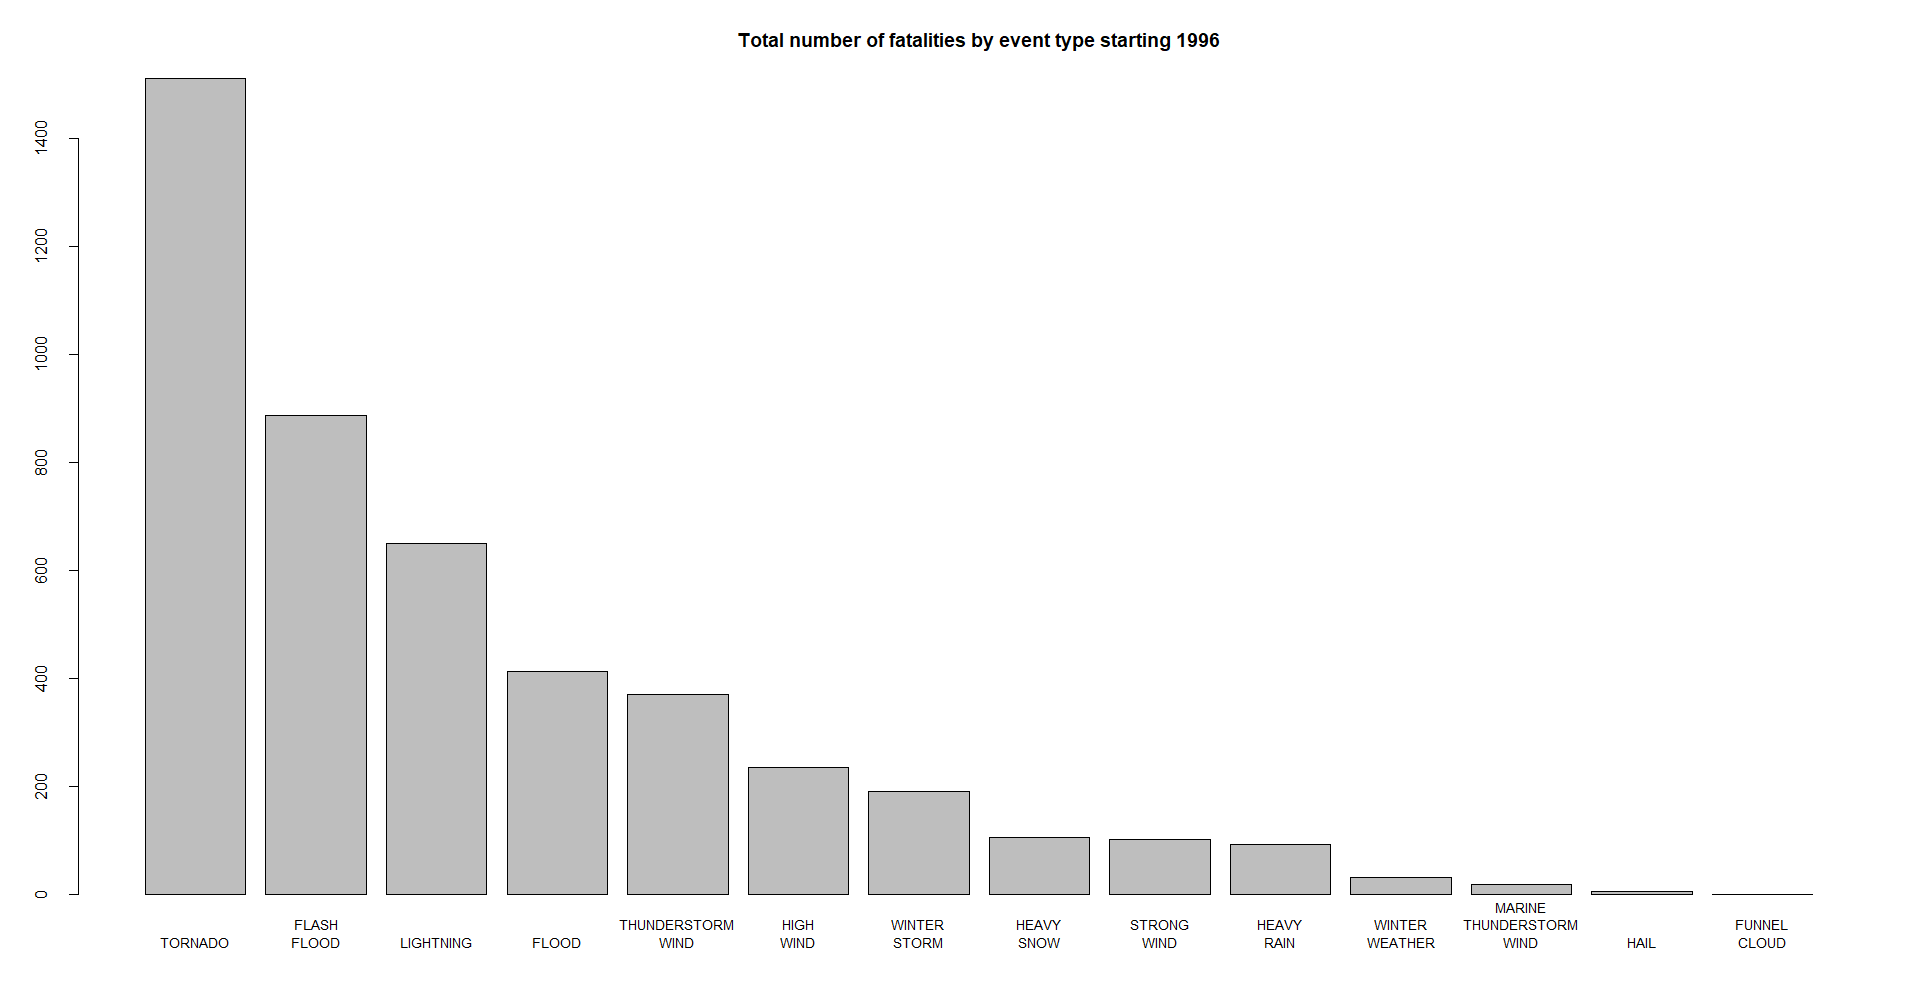 Total number of fatalities by event type starting 1996
1400
1200
1000
800
600
400
200
0
TORNADO
FLASH
FLOOD
LIGHTNING
FLOOD
THUNDERSTORM
WIND
HIGH
WIND
WINTER
STORM
HEAVY
SNOW
STRONG
WIND
HEAVY
RAIN
WINTER
WEATHER
MARINE
THUNDERSTORM
WIND
HAIL
FUNNEL
CLOUD